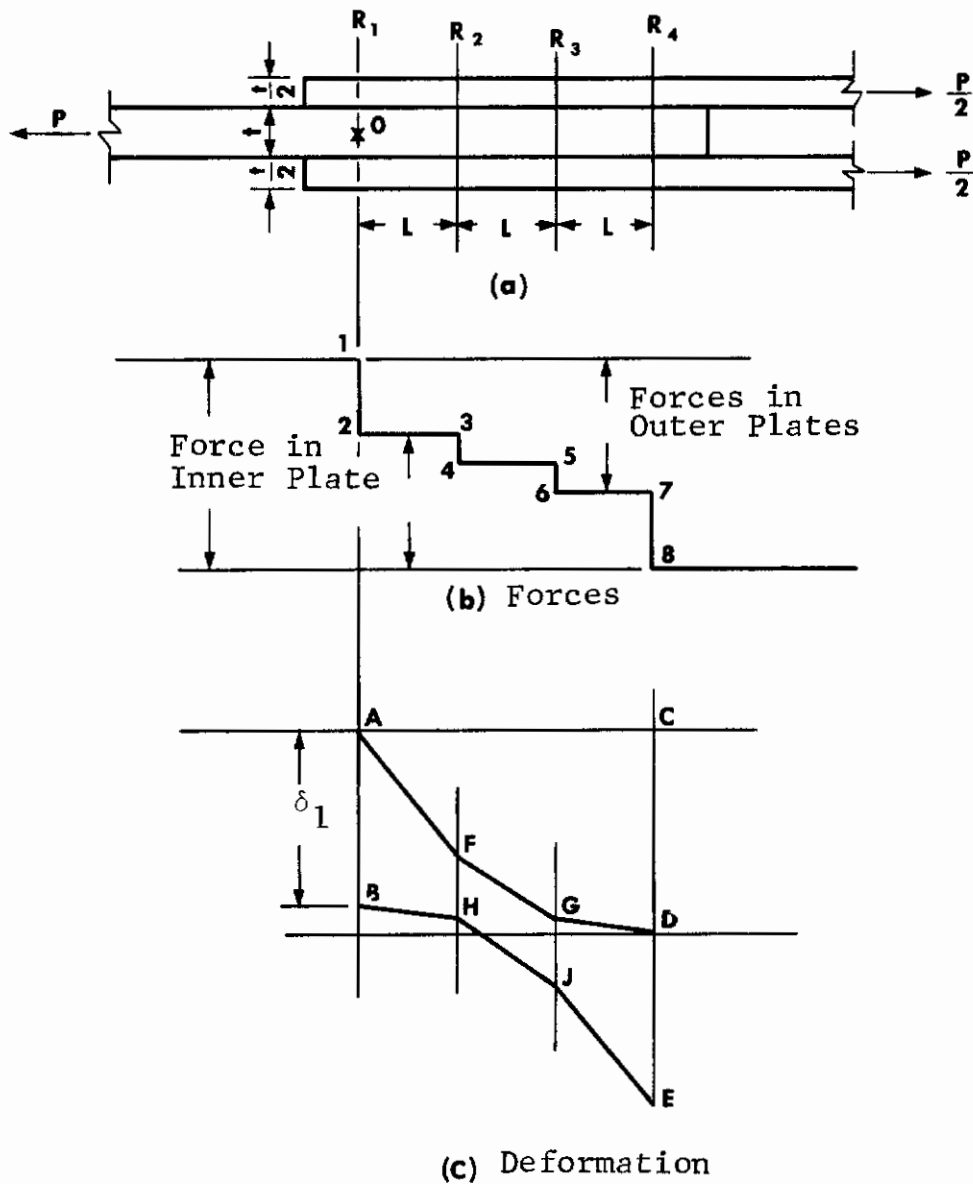 R1 R2 R3 R4
t/2
P/2
P
t
O
t/2
P/2
L L L
(a)
1
2 3
Force in
Inner Plate
Forces in
Outer Plates
4 5
6 7
8
(b) Forces
A C
δ1
F
B H G D
J
E
(C) Deformation